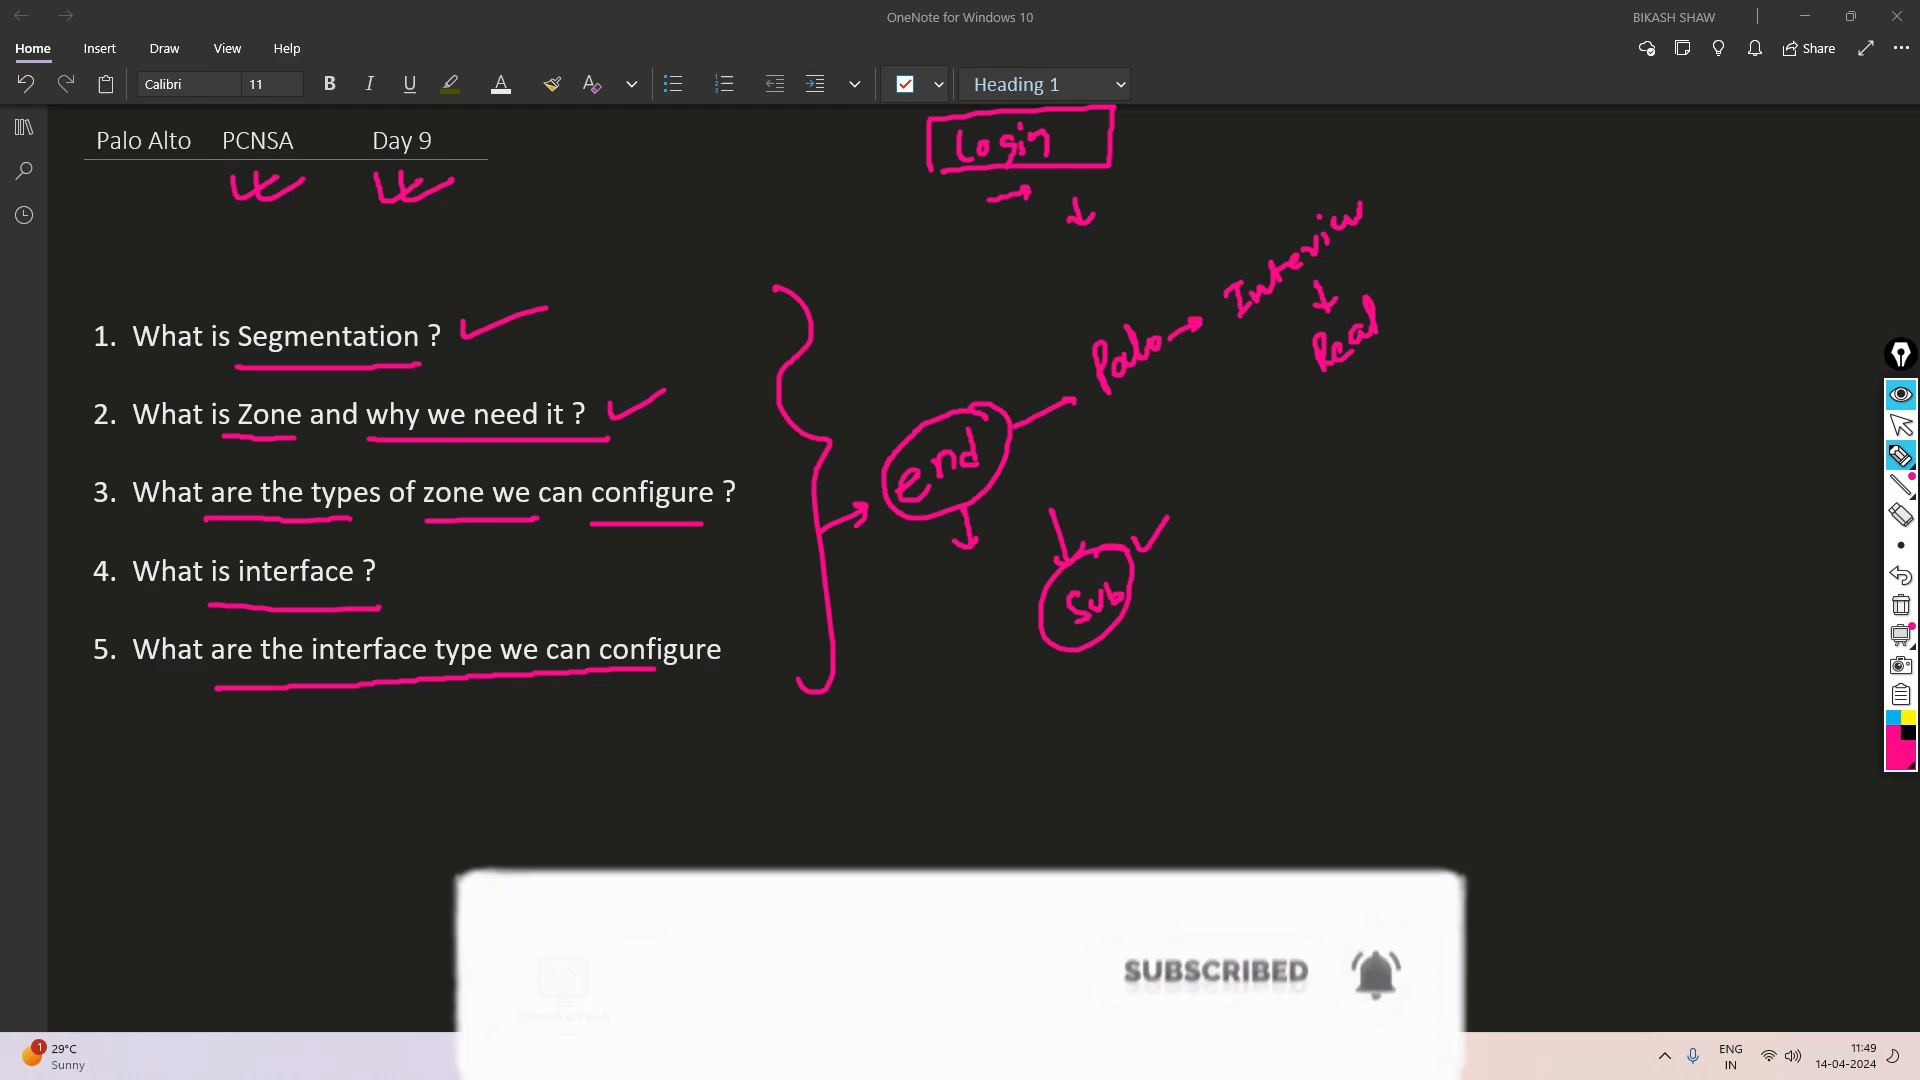 OneNote for Windows 10
BIKASH SHAW
Home Insert Draw View Help
Share
Calibri 11 B I U A Heading 1
Palo Alto PCNSA Day 9
Login
Interviw
Real
Palo
end
Sub
1. What is Segmentation ?
2. What is Zone and why we need it ?
3. What are the types of zone we can configure ?
4. What is interface ?
5. What are the interface type we can configure
SUBSCRIBED
1
29°C
Sunny
ENG
IN
11:49
14-04-2024